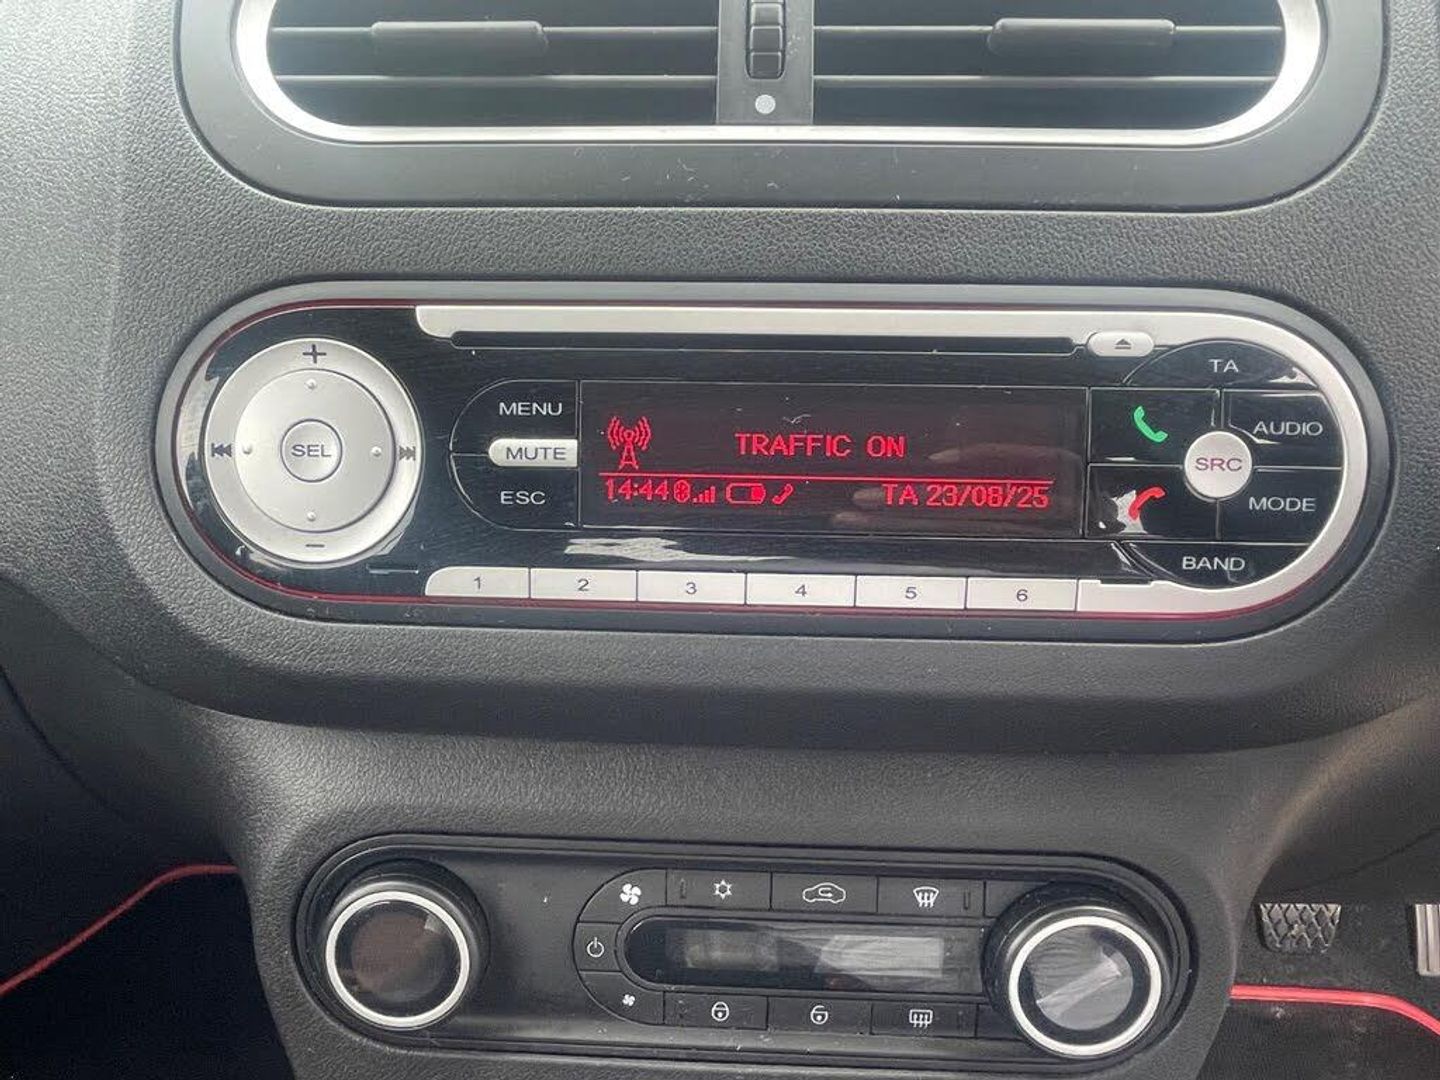 TA
MENU
AUDIO
SEL
MUTE
TRAFFIC ON
SRC
ESC
14:44
TA 23/08/25
MODE
BAND
1 2 3 4 5 6